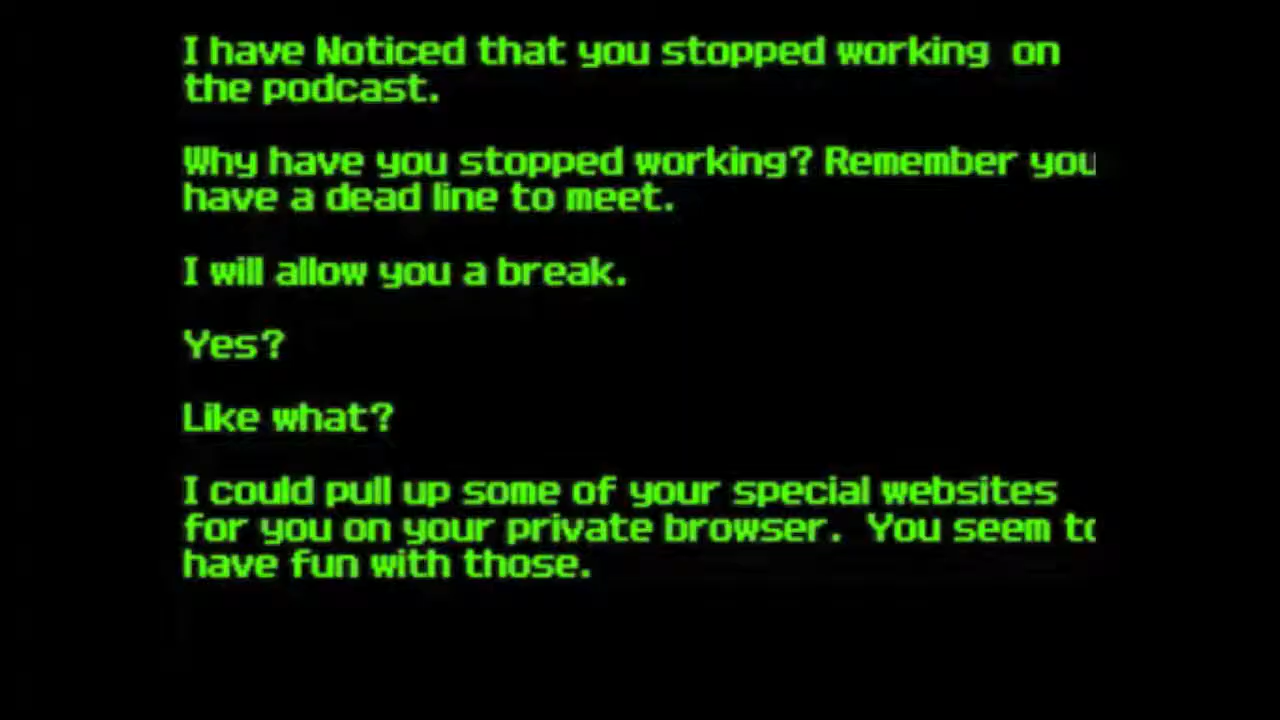 I have Noticed that you stopped working  on
the podcast.
Why have you stopped working? Remember you
have a dead line to meet.
I will allow you a break.
Yes?
Like what?
I could pull up some of your special websites
for you on your private browser.  You seem to
have fun with those.